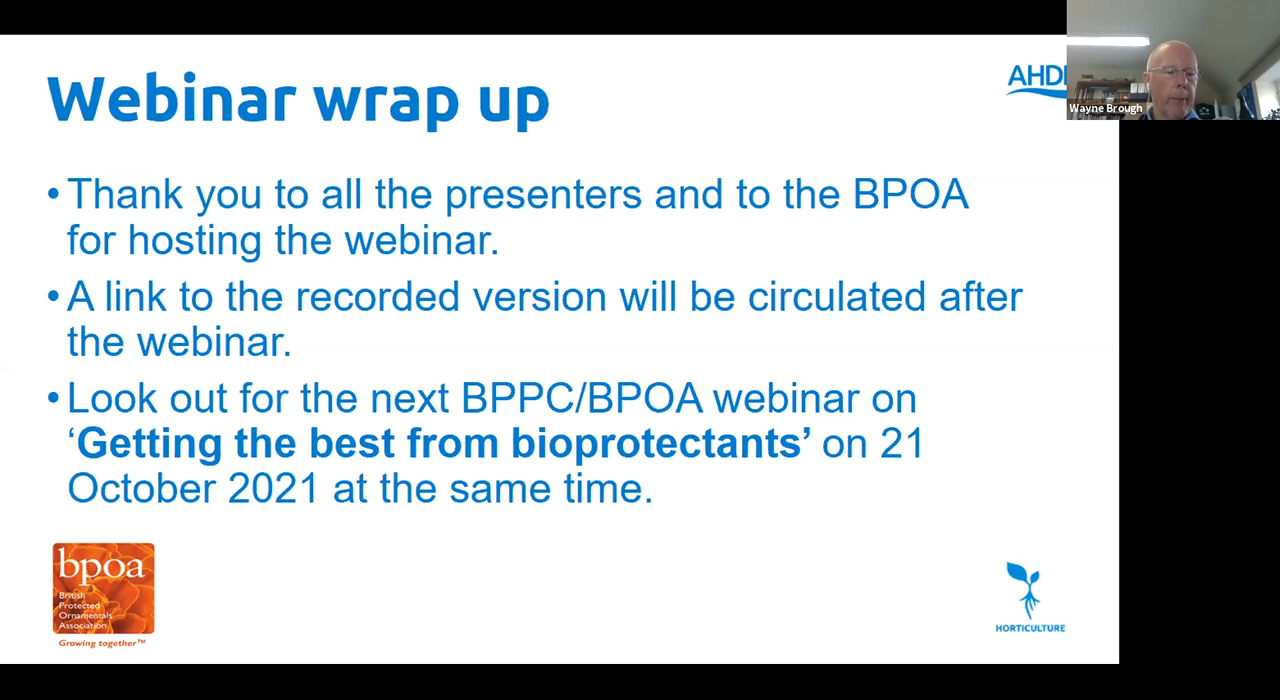 Webinar wrap up
AHD
Wayne Brough
• Thank you to all the presenters and to the BPOA
for hosting the webinar.
• A link to the recorded version will be circulated after
the webinar.
• Look out for the next BPPC/BPOA webinar on
‘Getting the best from bioprotectants’ on 21
October 2021 at the same time.
bpoa
British
Protected
Ornamentals
Association
Growing together™
HORTICULTURE